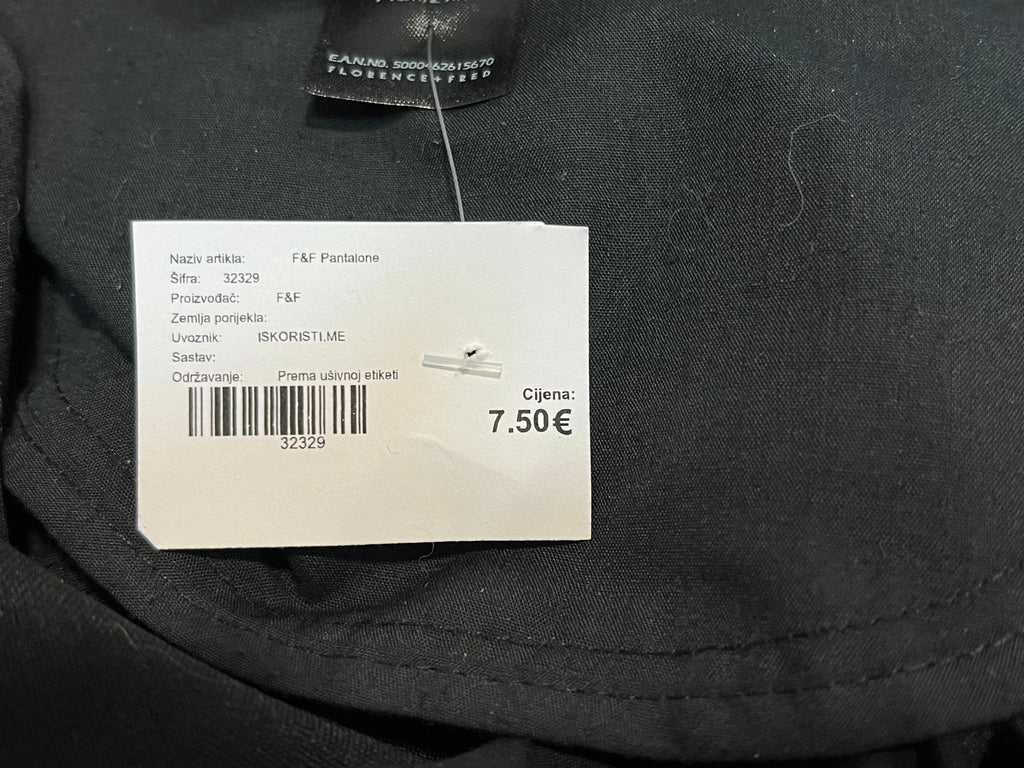 E.A.N.NO. 5000462615670
FLORENCE+FRED
Naziv artikla: F&F Pantalone
Šifra: 32329
Proizvođač: F&F
Zemlja porijekla:
Uvoznik: ISKORISTI.ME
Sastav:
Održavanje: Prema ušivnoj etiketi
32329
Cijena:
7.50€